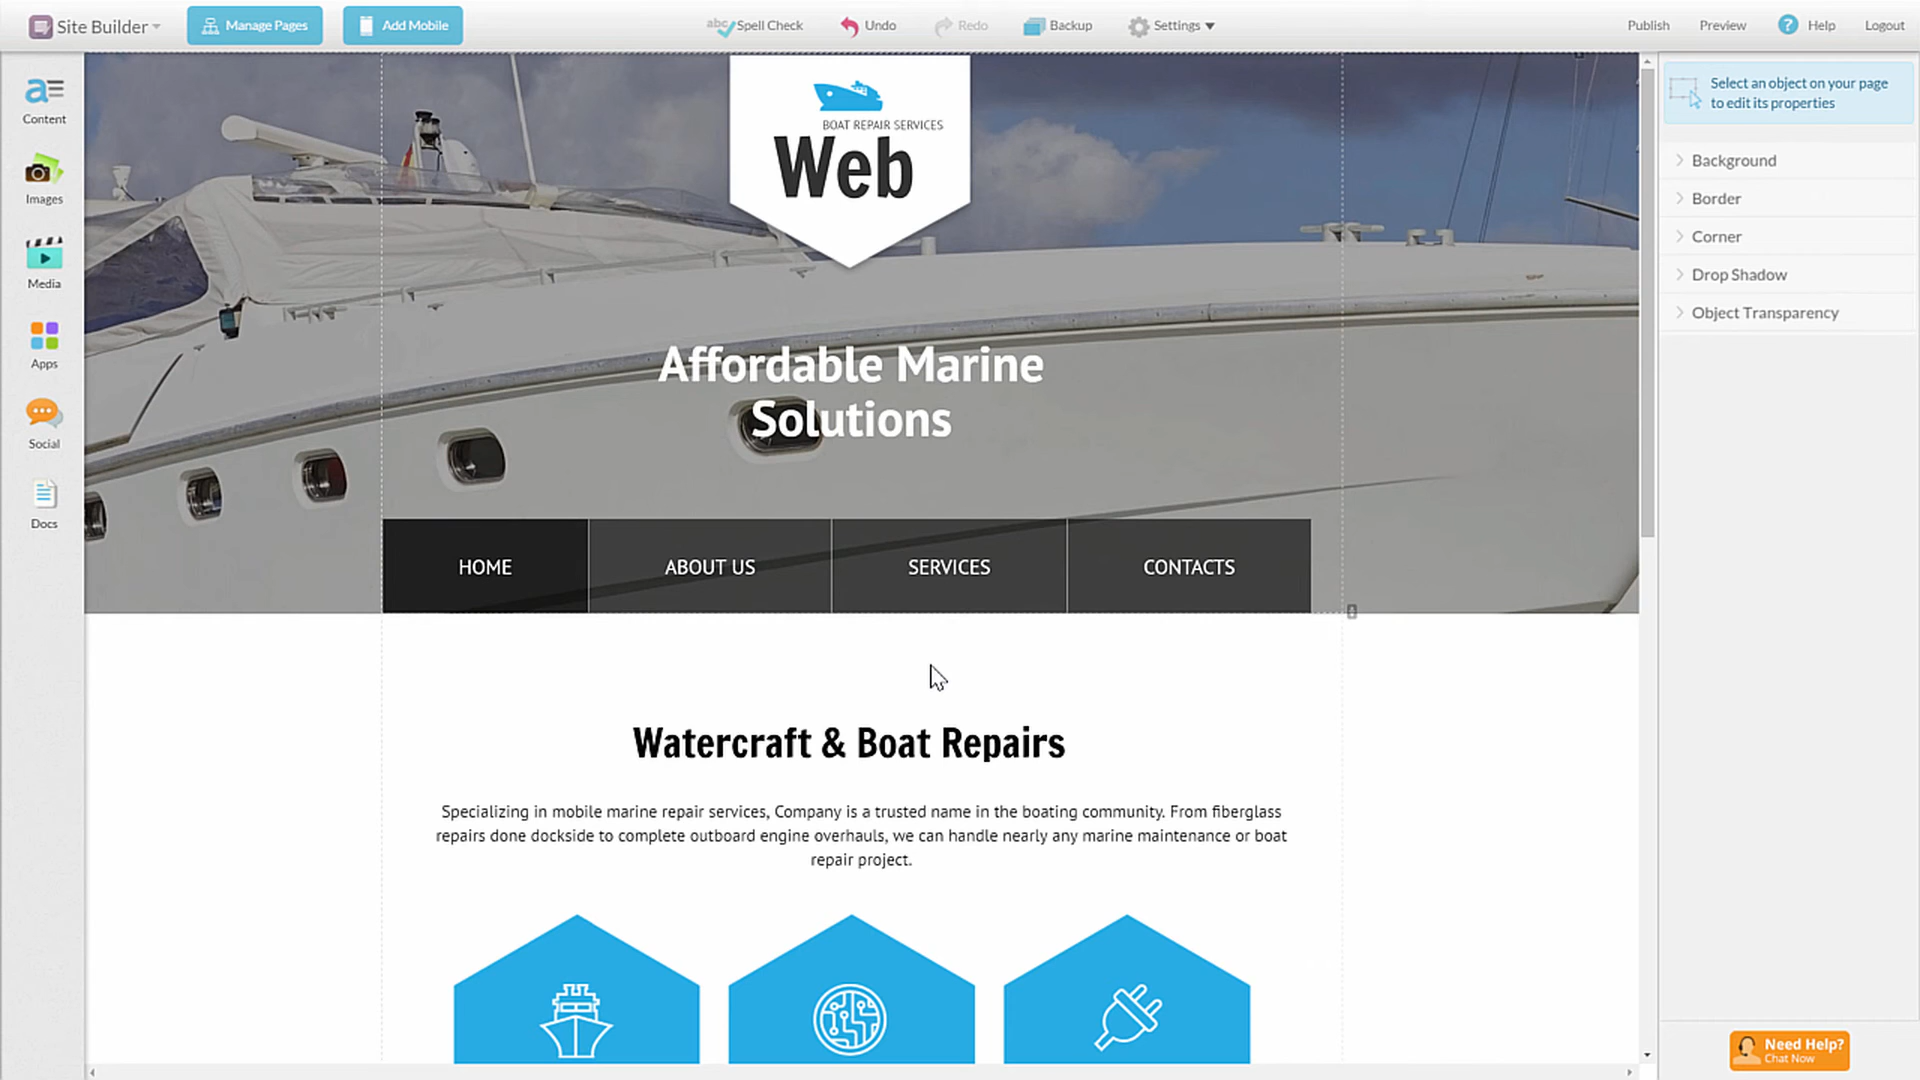 Site Builder
Manage Pages
Add Mobile
abc Spell Check
Undo
Redo
Backup
Settings
Publish
Preview
? Help
Logout
a
Content
Images
Media
Apps
Social
Docs
BOAT REPAIR SERVICES
Web
Affordable Marine
Solutions
HOME
ABOUT US
SERVICES
CONTACTS
Watercraft & Boat Repairs
Specializing in mobile marine repair services, Company is a trusted name in the boating community. From fiberglass
repairs done dockside to complete outboard engine overhauls, we can handle nearly any marine maintenance or boat
repair project.
Select an object on your page
to edit its properties
Background
Border
Corner
Drop Shadow
Object Transparency
Need Help?
Chat Now